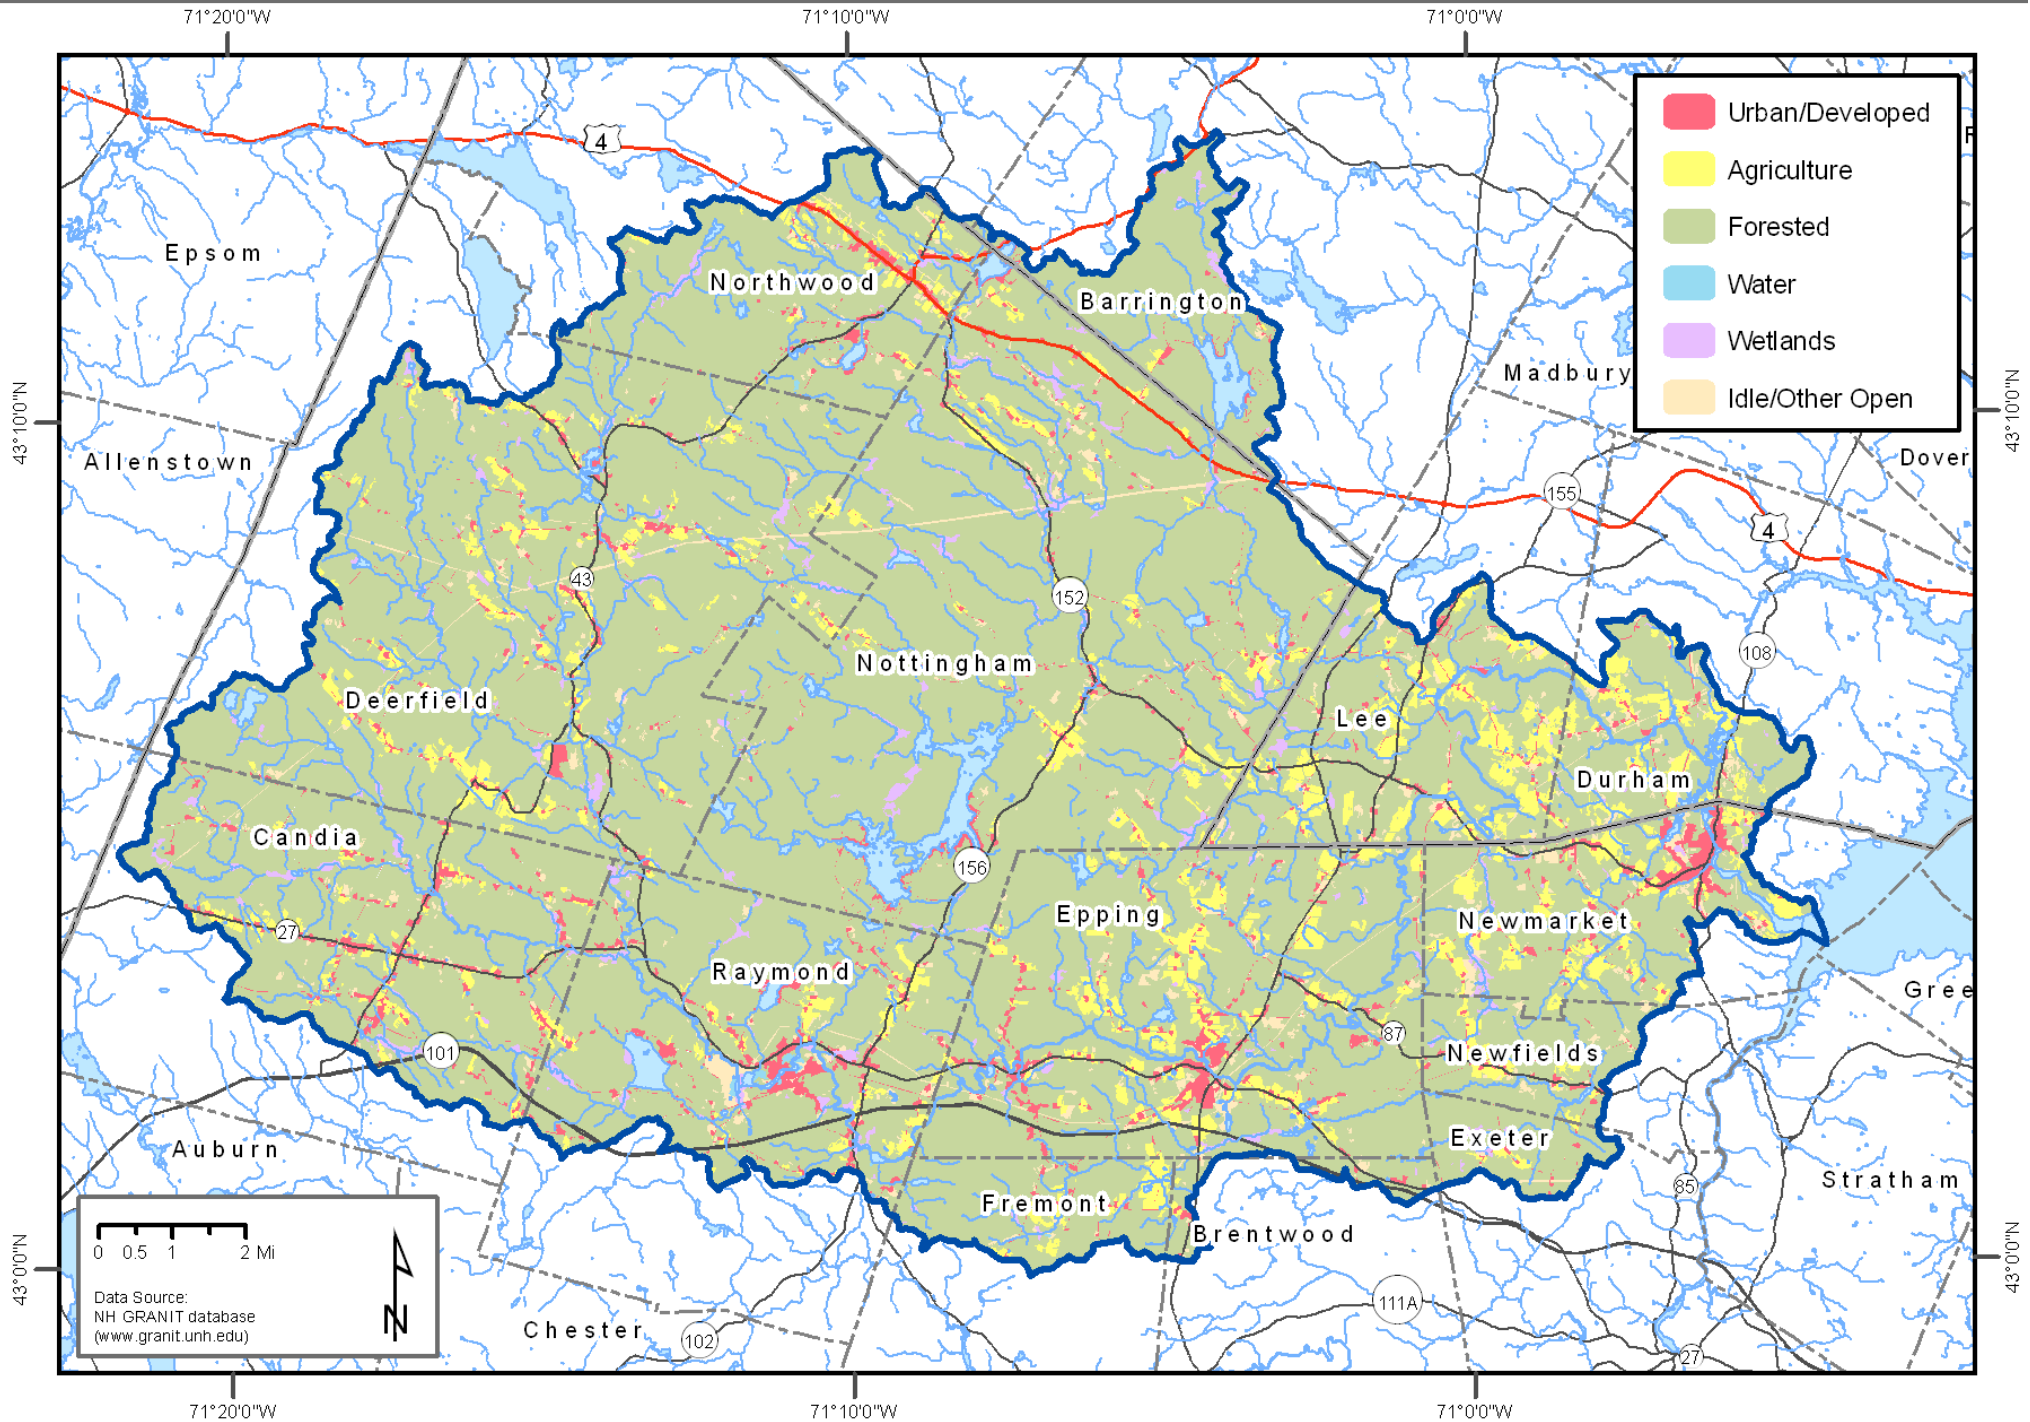 71°20'0"W
71°10'0"W
71°0'0"W
Urban/Developed
Agriculture
Forested
Water
Wetlands
Idle/Other Open
4
Epsom
Northwood
Barrington
Madbury
43°10'0"N
43°10'0"N
Allenstown
Dover
155
4
43
152
108
Nottingham
Deerfield
Lee
Durham
Candia
156
Epping
Newmarket
27
Raymond
Gree
87
101
Newfields
Exeter
Auburn
Stratham
85
Fremont
Brentwood
43°0'0"N
43°0'0"N
0 0.5 1 2 Mi
Data Source:
NH GRANIT database
(www.granit.unh.edu)
N
111A
Chester
102
27
71°20'0"W
71°10'0"W
71°0'0"W